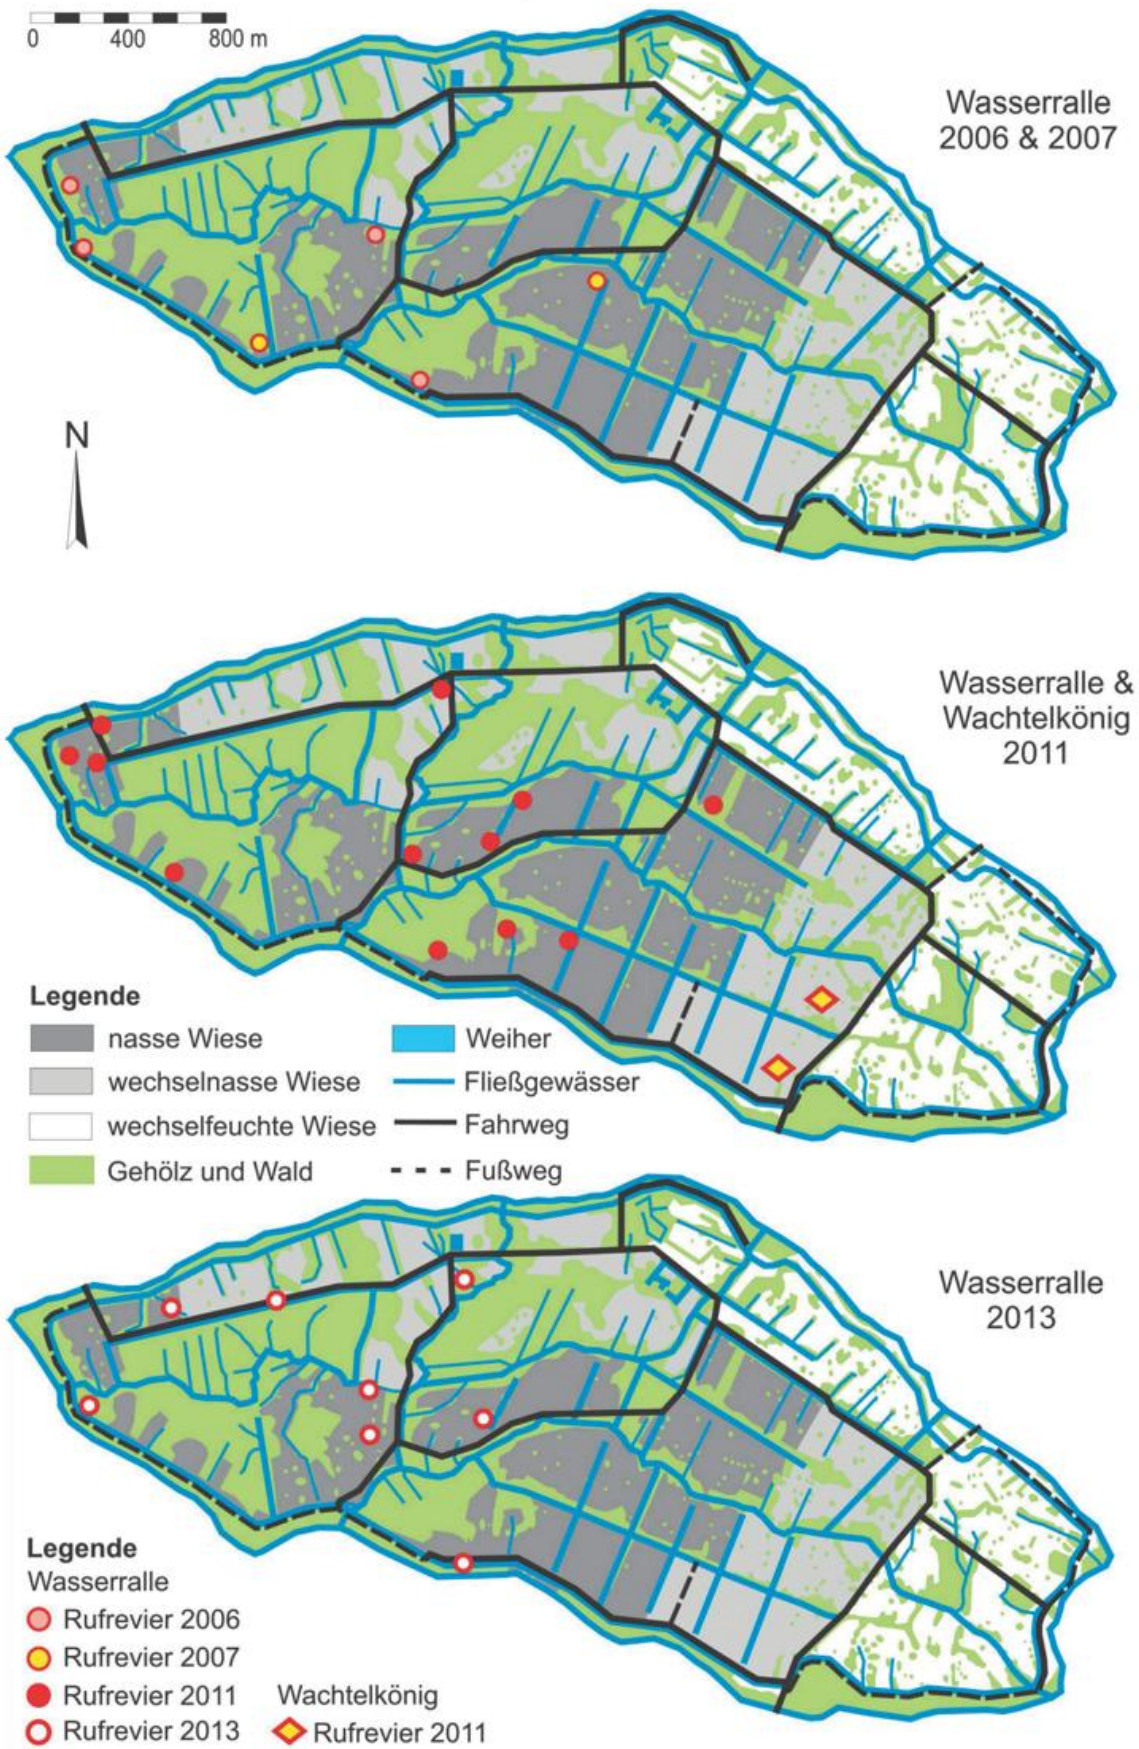 0 400 800 m
Wasserralle
2006 & 2007
N
Wasserralle &
Wachtelkönig
2011
Legende
nasse Wiese
wechselnasse Wiese
wechselfeuchte Wiese
Gehölz und Wald
Weiher
Fließgewässer
Fahrweg
Fußweg
Wasserralle
2013
Legende
Wasserralle
Rufrevier 2006
Rufrevier 2007
Rufrevier 2011
Rufrevier 2013
Wachtelkönig
Rufrevier 2011